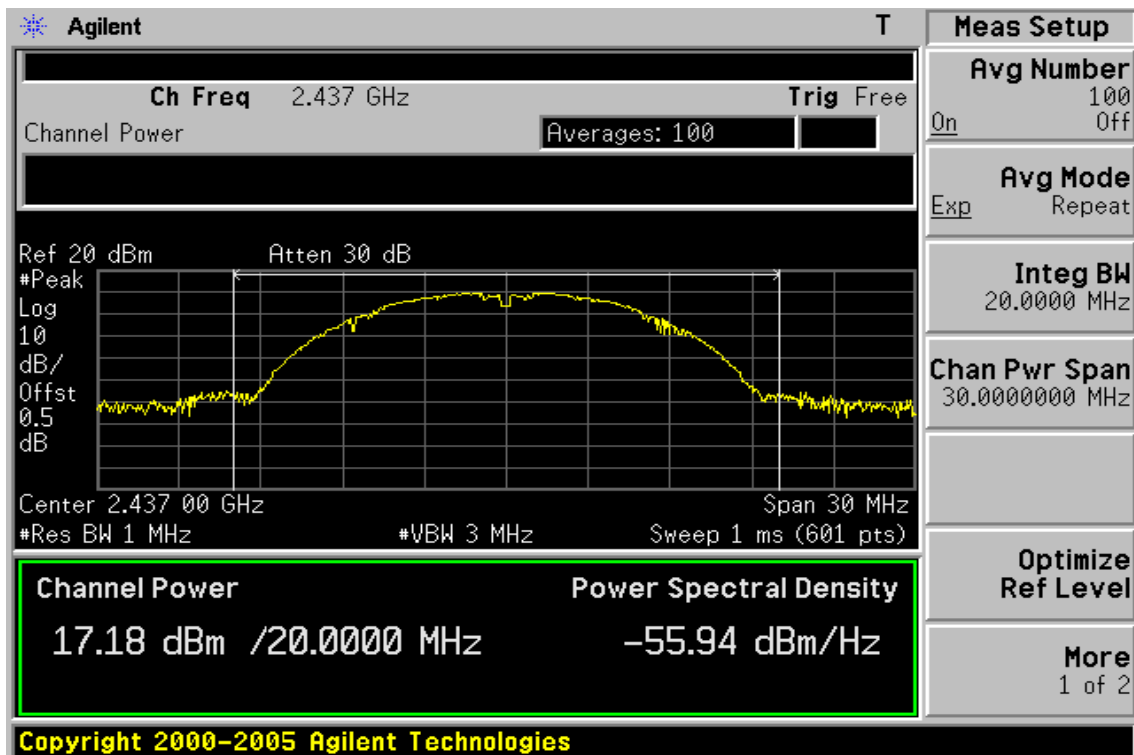 Agilent T
Ch Freq 2.437 GHz Trig Free
Channel Power Averages: 100
Ref 20 dBm Atten 30 dB
#Peak
Log
10
dB/
Offst
0.5
dB
Center 2.437 00 GHz Span 30 MHz
#Res BW 1 MHz #VBW 3 MHz Sweep 1 ms (601 pts)
Channel Power Power Spectral Density
17.18 dBm /20.0000 MHz -55.94 dBm/Hz
Meas Setup
Avg Number
100
On Off
Avg Mode
Exp Repeat
Integ BW
20.0000 MHz
Chan Pwr Span
30.0000000 MHz
Optimize
Ref Level
More
1 of 2
Copyright 2000-2005 Agilent Technologies